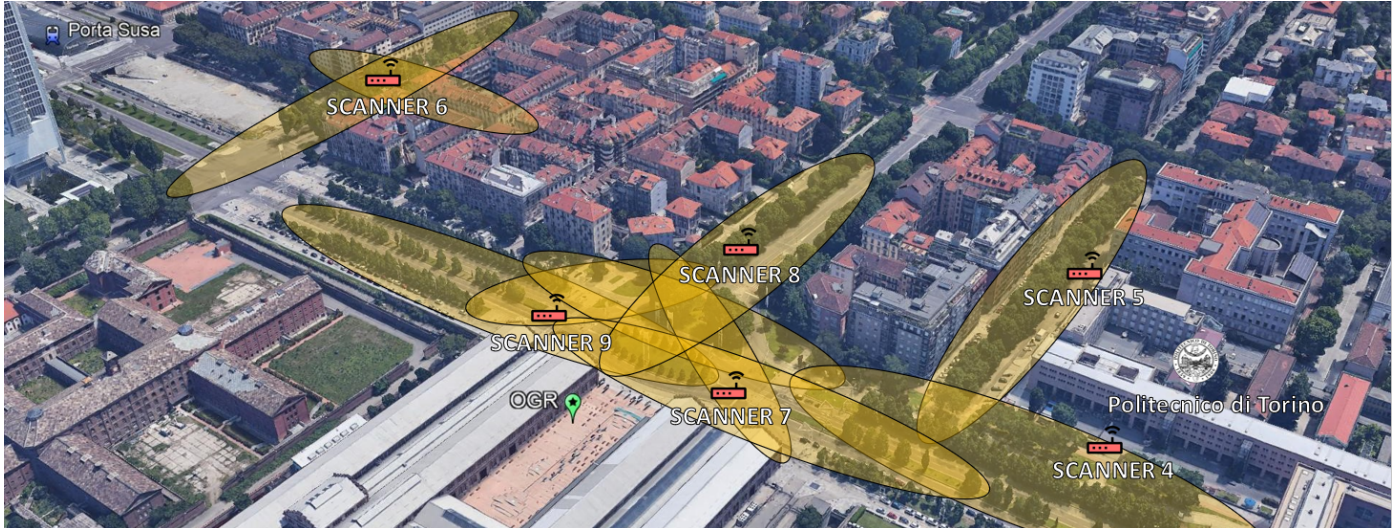 Porta Susa
SCANNER 6
SCANNER 8
SCANNER 5
SCANNER 9
OGR
SCANNER 7
Politecnico di Torino
SCANNER 4